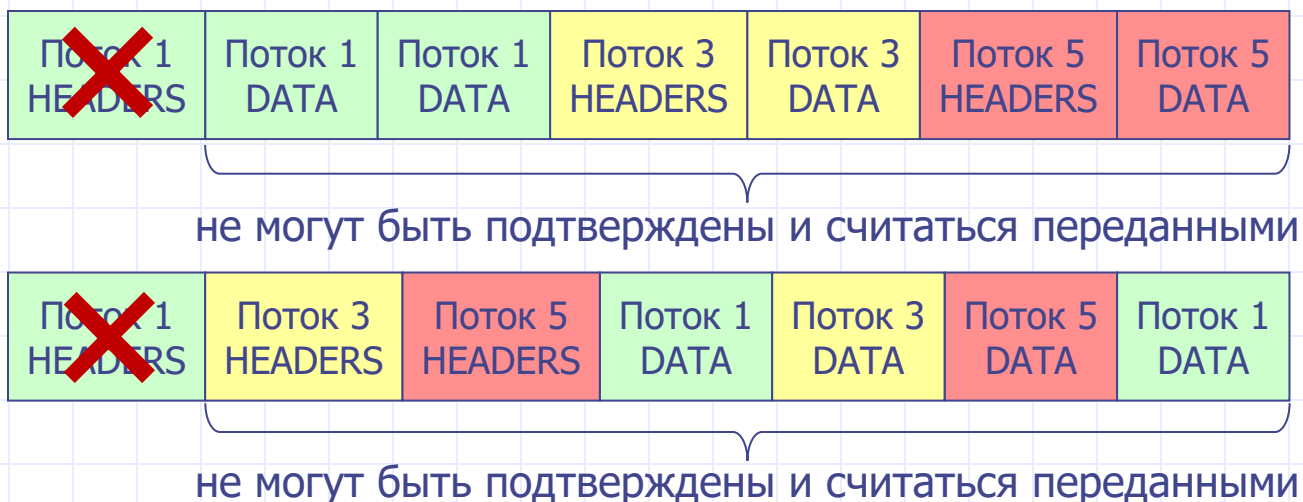 Поток 1 Поток 1 Поток 1 Поток 3 Поток 3 Поток 5 Поток 5
HEADERS DATA DATA HEADERS DATA HEADERS DATA
не могут быть подтверждены и считаться переданными
Поток 1 Поток 3 Поток 5 Поток 1 Поток 3 Поток 5 Поток 1
HEADERS HEADERS HEADERS DATA DATA DATA DATA
не могут быть подтверждены и считаться переданными